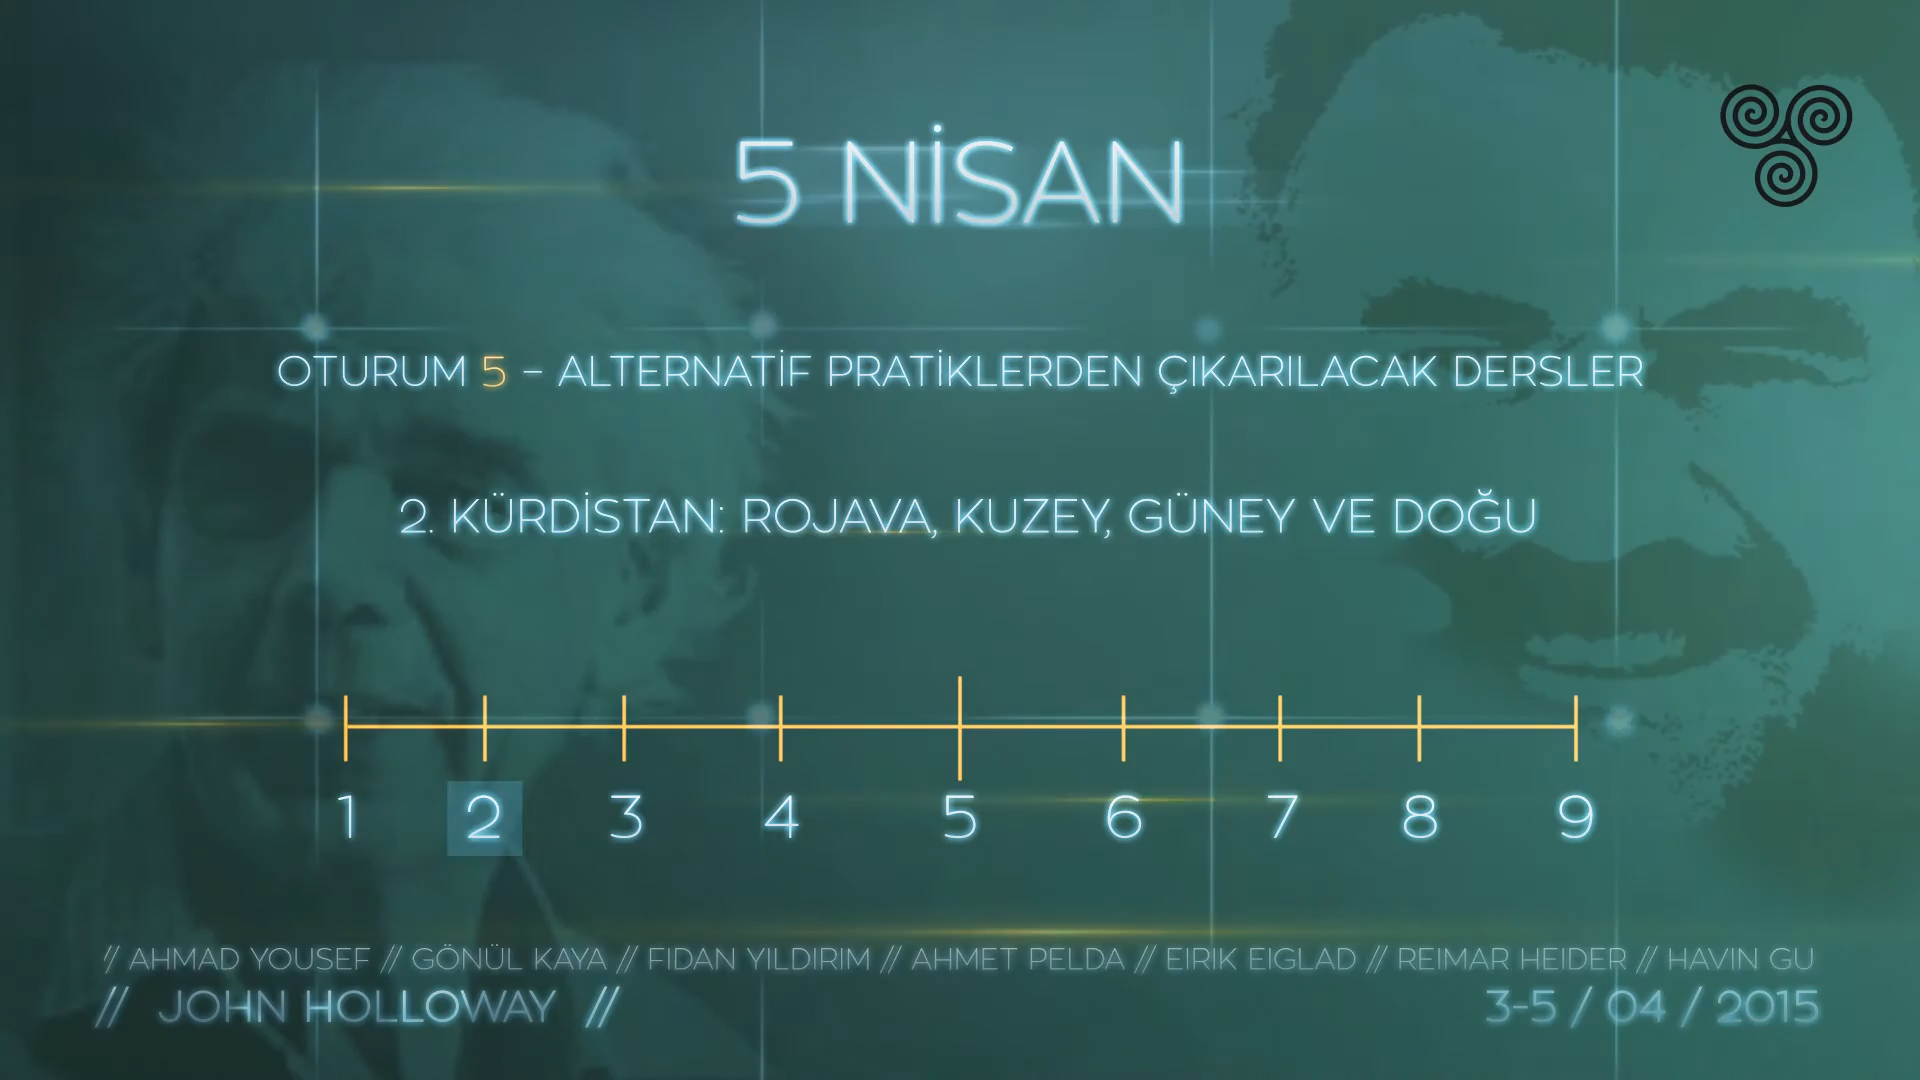 5 NİSAN
OTURUM 5 – ALTERNATİF PRATİKLERDEN ÇIKARILACAK DERSLER
2. KÜRDİSTAN: ROJAVA, KUZEY, GÜNEY VE DOĞU
1 2 3 4 5 6 7 8 9
// AHMAD YOUSEF // GÖNÜL KAYA // FIDAN YILDIRIM // AHMET PELDA // EIRIK EIGLAD // REIMAR HEIDER // HAVIN GU
// JOHN HOLLOWAY // 3-5 / 04 / 2015